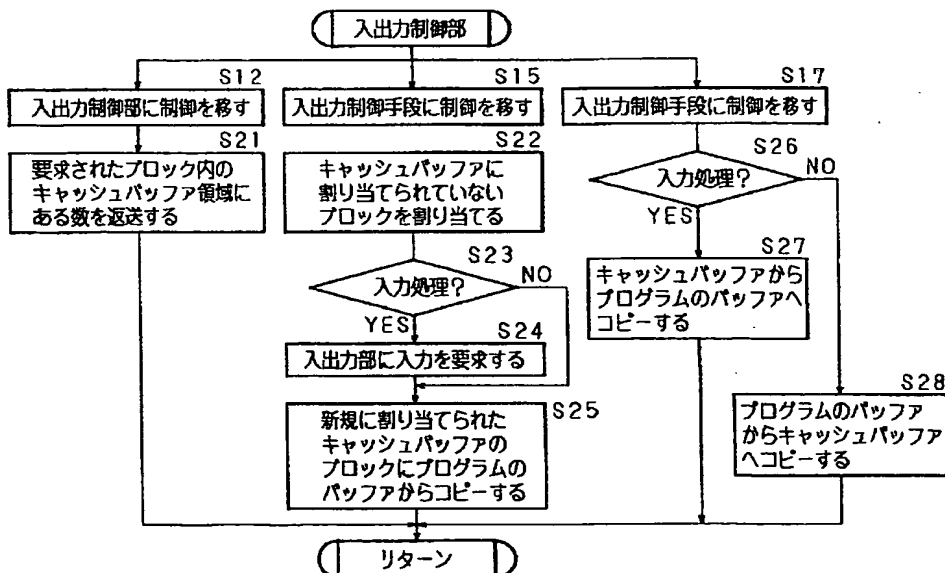 入出力制御部
S12
入出力制御部に制御を移す
S21
要求されたブロック内の
キャッシュバッファ領域に
ある数を返送する
S15
入出力制御手段に制御を移す
S22
キャッシュバッファに
割り当てられていない
ブロックを割り当てる
S23
入力処理?
NO
YES
S24
入出力部に入力を要求する
S25
新規に割り当てられた
キャッシュバッファの
ブロックにプログラムの
バッファからコピーする
S17
入出力制御手段に制御を移す
S26
入力処理?
NO
YES
S27
キャッシュバッファから
プログラムのバッファへ
コピーする
S28
プログラムのバッファ
からキャッシュバッファ
へコピーする
リターン